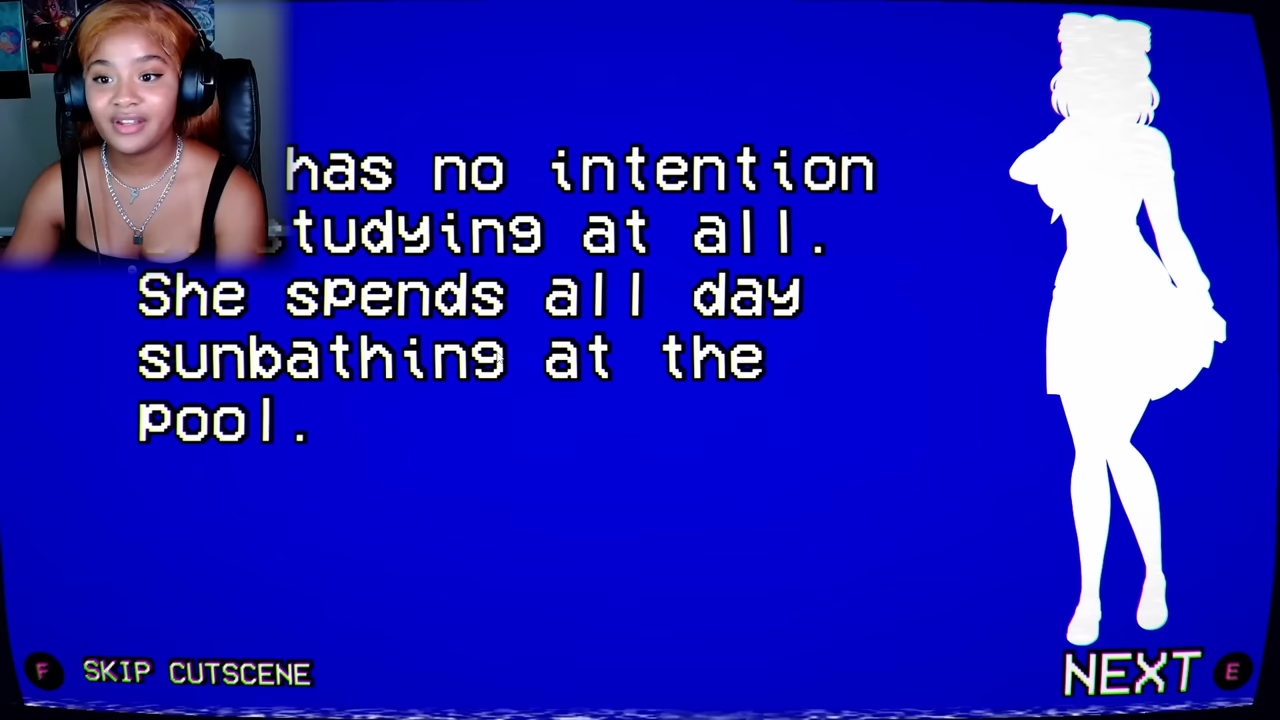 has no intention
studying at all.
She spends all day
sunbathing at the
pool.
F SKIP CUTSCENE
NEXT E